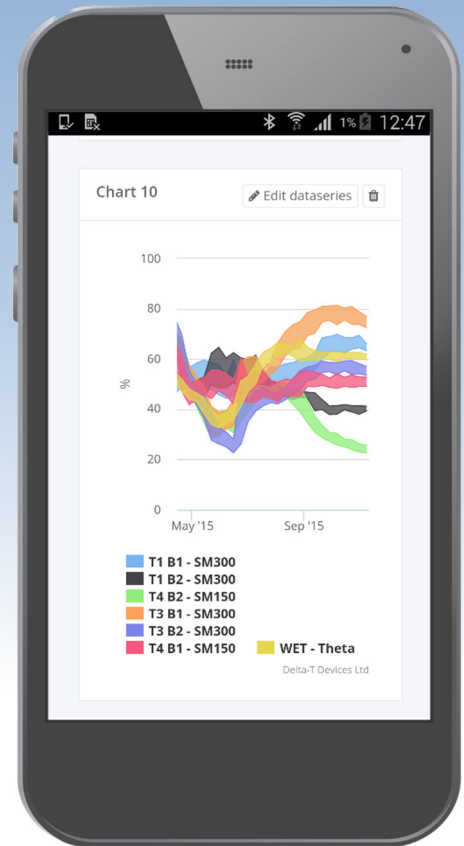 1% 12:47
Chart 10 Edit dataseries
100
80
60
%
40
20
0
May '15 Sep '15
T1 B1 - SM300
T1 B2 - SM300
T4 B2 - SM150
T3 B1 - SM300
T3 B2 - SM300
T4 B1 - SM150 WET - Theta
Delta-T Devices Ltd